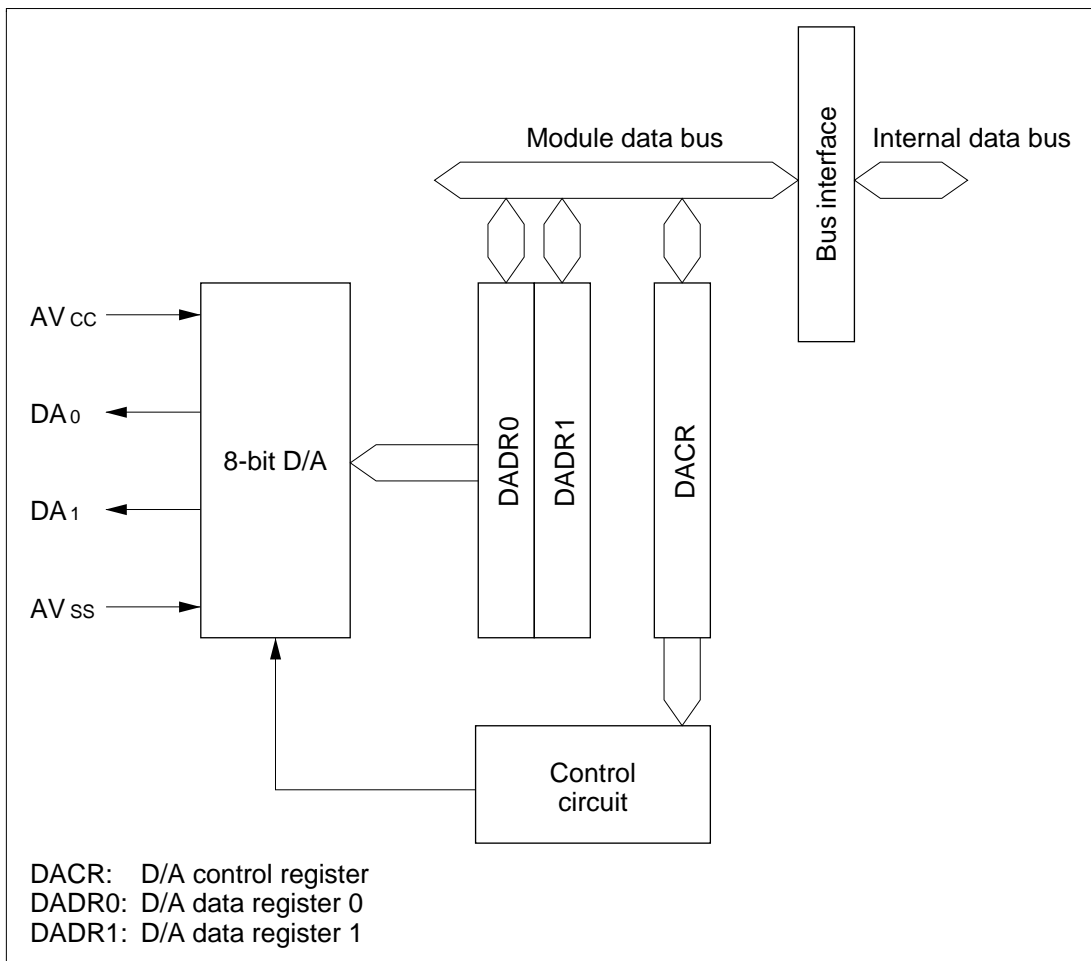 Module data bus
Internal data bus
Bus interface
AVCC
DA0
8-bit D/A
DA1
AVSS
DADR0
DADR1
DACR
Control
circuit
DACR: D/A control register
DADR0: D/A data register 0
DADR1: D/A data register 1